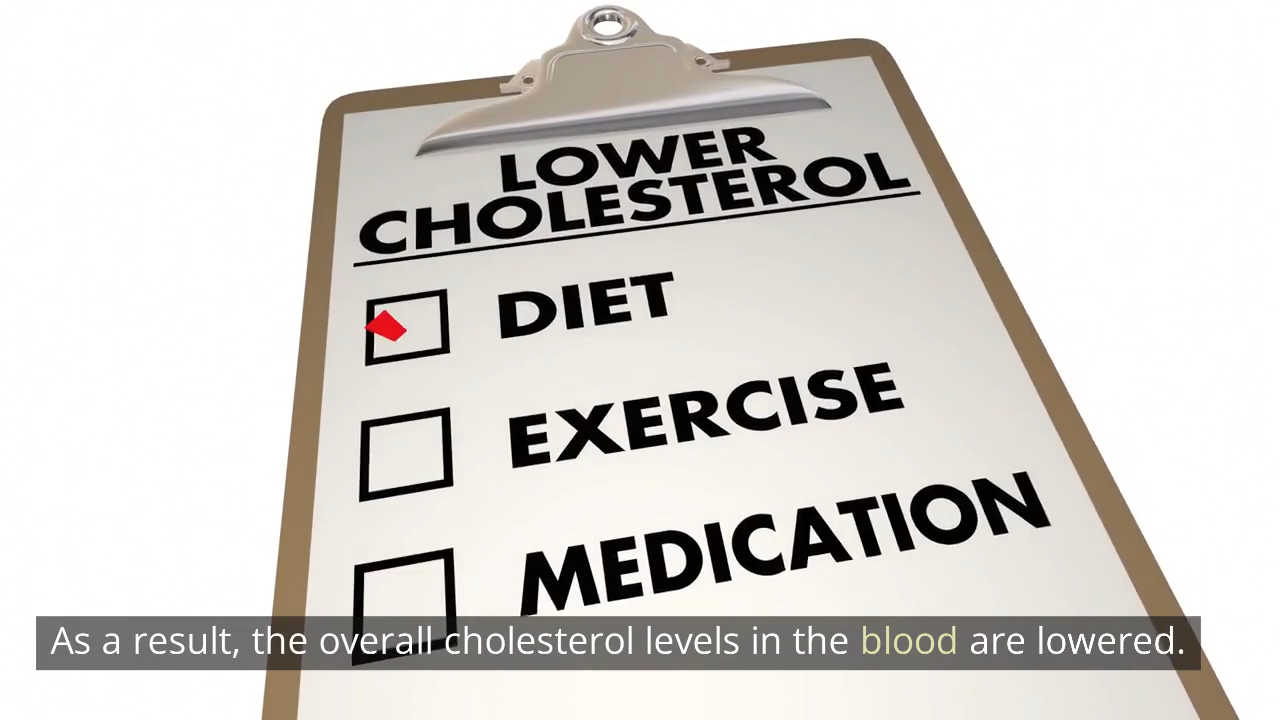 LOWER
CHOLESTEROL
DIET
EXERCISE
MEDICATION
As a result, the overall cholesterol levels in the blood are lowered.